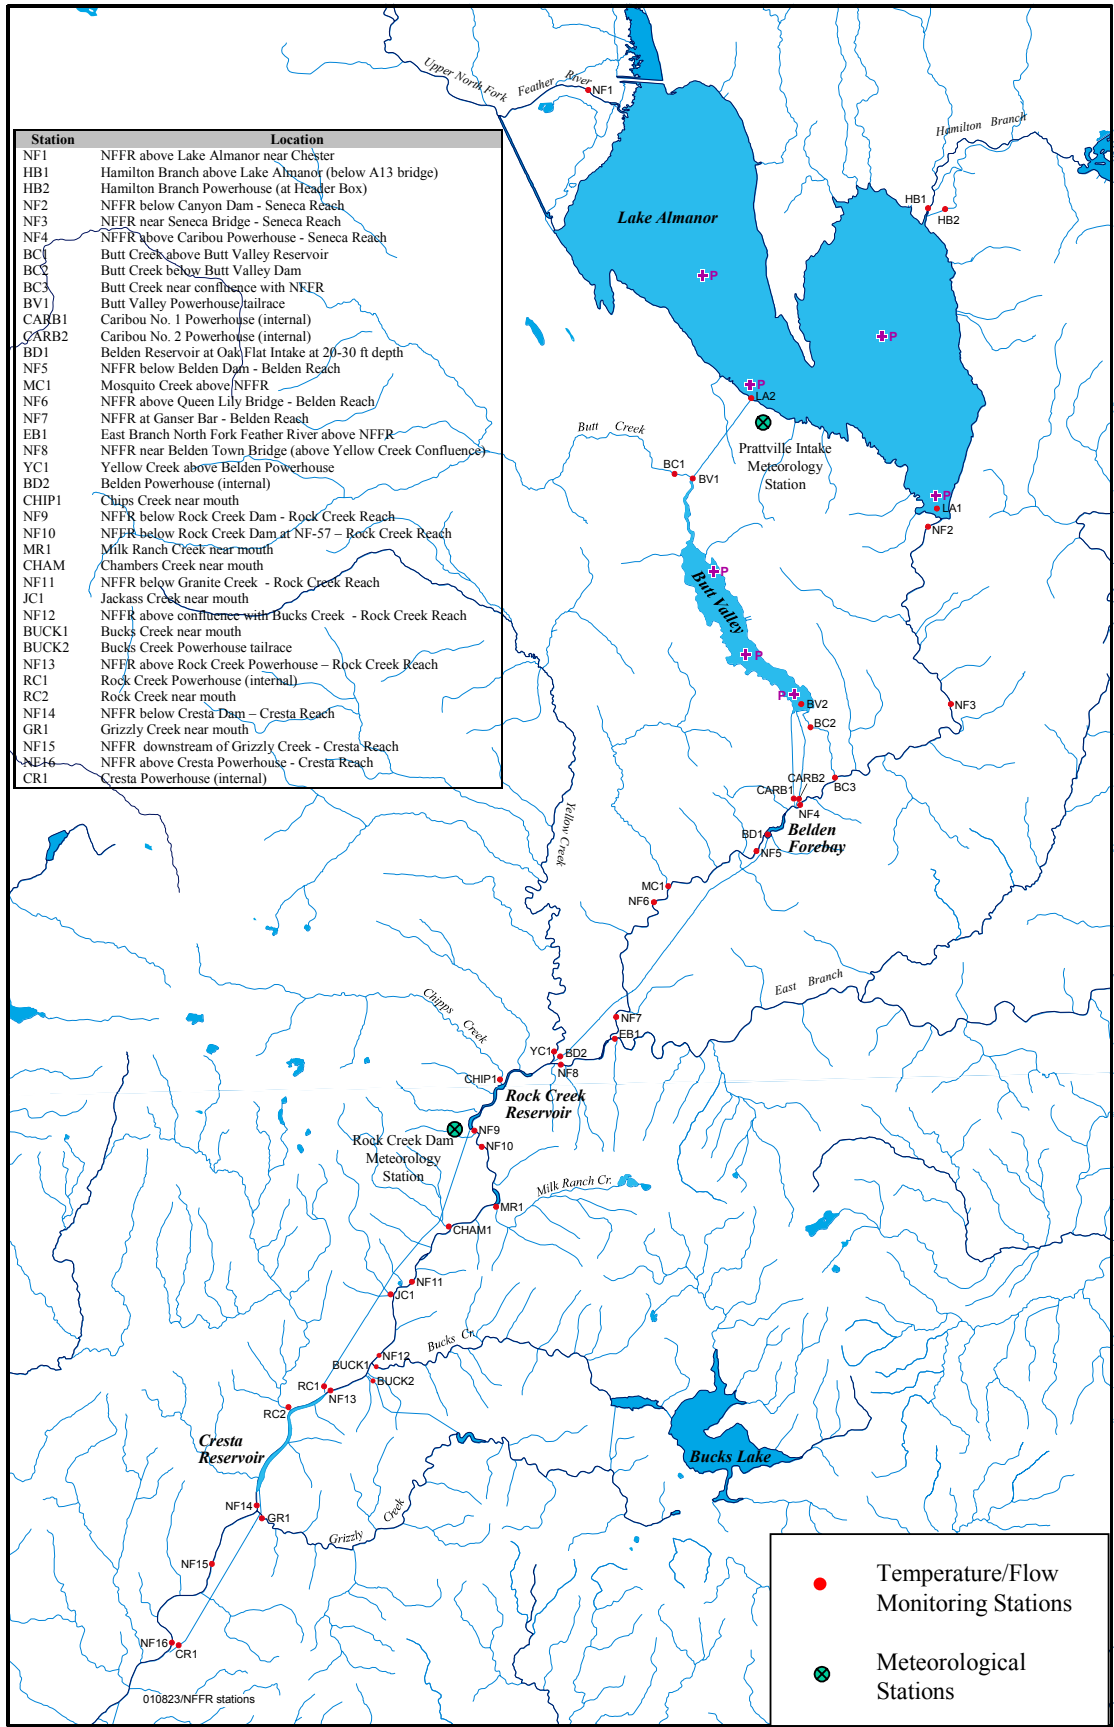 Upper North Fork Feather River
NF1
Hamilton Branch
Station Location
NF1 NFFR above Lake Almanor near Chester
HB1 Hamilton Branch above Lake Almanor (below A13 bridge)
HB2 Hamilton Branch Powerhouse (at Header Box)
NF2 NFFR below Canyon Dam - Seneca Reach
NF3 NFFR near Seneca Bridge - Seneca Reach
NF4 NFFR above Caribou Powerhouse - Seneca Reach
BC1 Butt Creek above Butt Valley Reservoir
BC2 Butt Creek below Butt Valley Dam
BC3 Butt Creek near confluence with NFFR
BV1 Butt Valley Powerhouse tailrace
CARB1 Caribou No. 1 Powerhouse (internal)
CARB2 Caribou No. 2 Powerhouse (internal)
BD1 Belden Reservoir at Oak Flat Intake at 20-30 ft depth
NF5 NFFR below Belden Dam - Belden Reach
MC1 Mosquito Creek above NFFR
NF6 NFFR above Queen Lily Bridge - Belden Reach
NF7 NFFR at Ganser Bar - Belden Reach
EB1 East Branch North Fork Feather River above NFFR
NF8 NFFR near Belden Town Bridge (above Yellow Creek Confluence)
YC1 Yellow Creek above Belden Powerhouse
BD2 Belden Powerhouse (internal)
CHIP1 Chips Creek near mouth
NF9 NFFR below Rock Creek Dam - Rock Creek Reach
NF10 NFFR below Rock Creek Dam at NF-57 – Rock Creek Reach
MR1 Milk Ranch Creek near mouth
CHAM Chambers Creek near mouth
NF11 NFFR below Granite Creek - Rock Creek Reach
JC1 Jackass Creek near mouth
NF12 NFFR above confluence with Bucks Creek - Rock Creek Reach
BUCK1 Bucks Creek near mouth
BUCK2 Bucks Creek Powerhouse tailrace
NF13 NFFR above Rock Creek Powerhouse – Rock Creek Reach
RC1 Rock Creek Powerhouse (internal)
RC2 Rock Creek near mouth
NF14 NFFR below Cresta Dam – Cresta Reach
GR1 Grizzly Creek near mouth
NF15 NFFR downstream of Grizzly Creek - Cresta Reach
NF16 NFFR above Cresta Powerhouse - Cresta Reach
CR1 Cresta Powerhouse (internal)
HB1
HB2
Lake Almanor
P
P
P
LA2
Butt Creek
Prattville Intake
Meteorology
Station
BC1
BV1
P
LA1
NF2
P
Butt Valley
P
P
BV2
NF3
BC2
CARB2
BC3
CARB1
NF4
Yellow Creek
BD1
Belden
Forebay
NF5
MC1
NF6
East Branch
Chipps Creek
NF7
EB1
YC1
BD2
NF8
CHIP1
Rock Creek
Reservoir
NF9
Rock Creek Dam
Meteorology
Station
NF10
Milk Ranch Cr.
MR1
CHAM1
NF11
JC1
Bucks Cr.
NF12
BUCK1
BUCK2
RC1
NF13
RC2
Cresta
Reservoir
Bucks Lake
NF14
GR1
Grizzly Creek
NF15
NF16
CR1
Temperature/Flow
Monitoring Stations
Meteorological
Stations
010823/NFFR stations